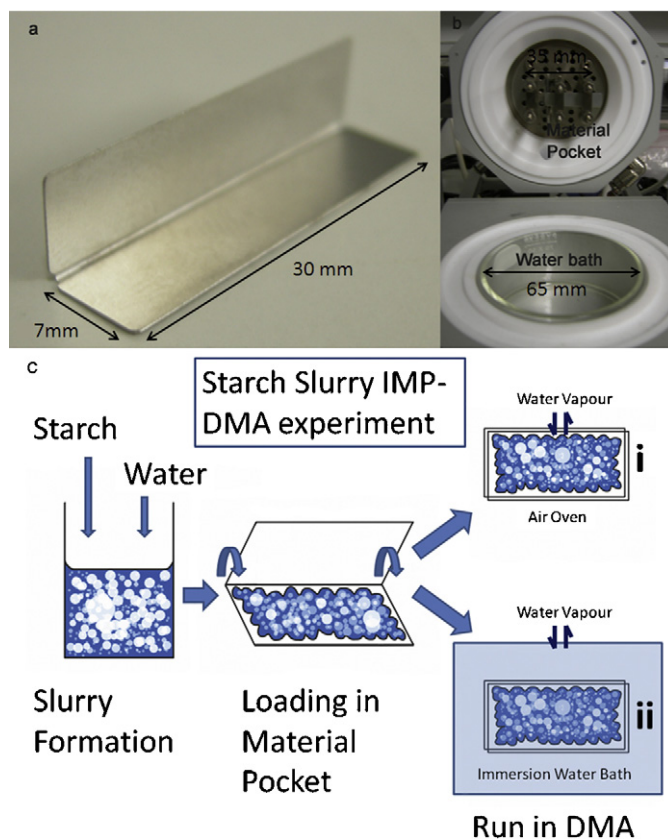 a
30 mm
7mm
b
35 mm
Material
Pocket
Water bath
65 mm
c
Starch Slurry IMP-
DMA experiment
Starch
Water
Slurry
Formation
Loading in
Material
Pocket
Water Vapour
i
Air Oven
Water Vapour
ii
Immersion Water Bath
Run in DMA